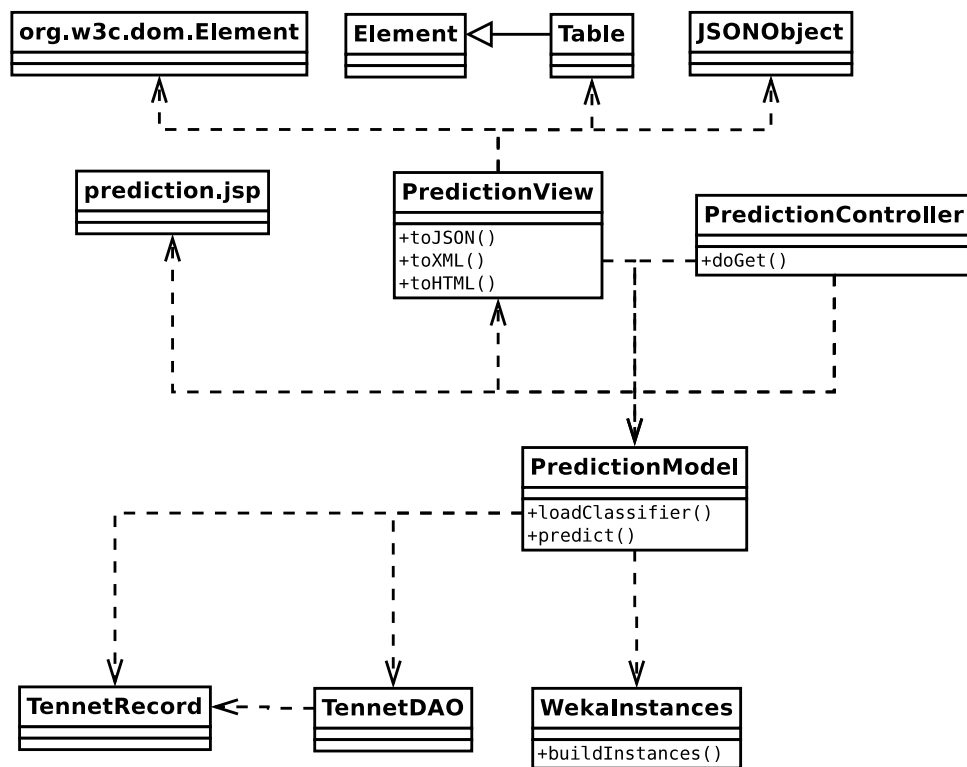 org.w3c.dom.Element
Element
Table
JSONObject
prediction.jsp
PredictionView
+toJSON()
+toXML()
+toHTML()
PredictionController
+doGet()
PredictionModel
+loadClassifier()
+predict()
TennetRecord
TennetDAO
WekaInstances
+buildInstances()